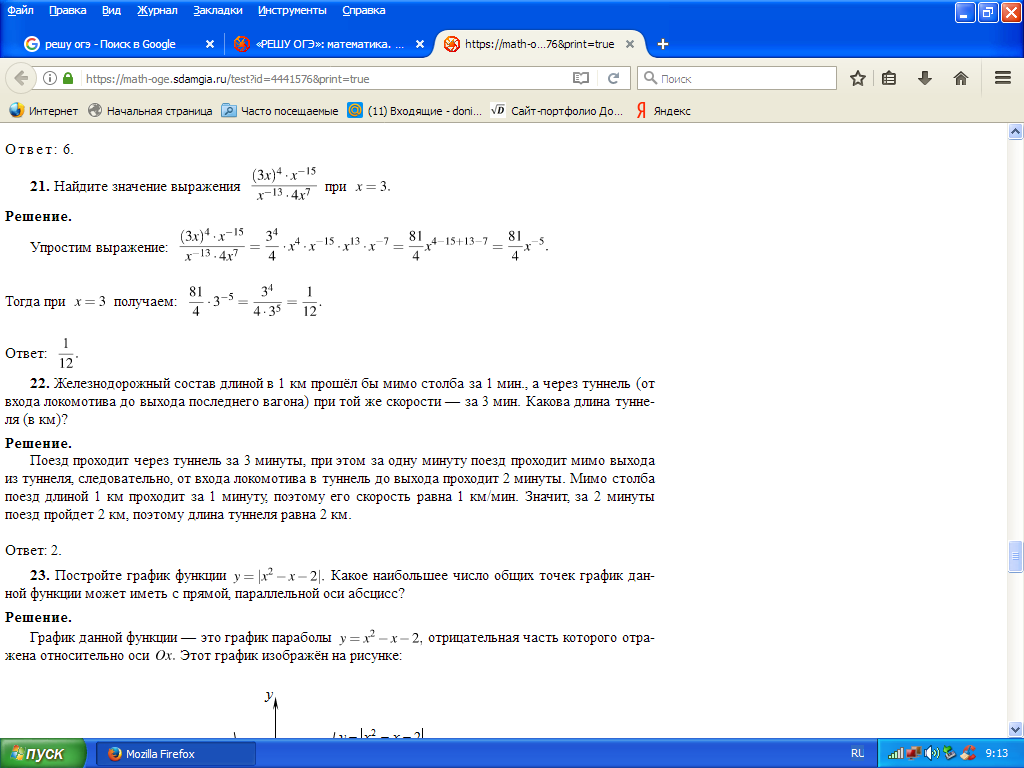 Файл Правка Вид Журнал Закладки Инструменты Справка
решу огэ - Поиск в Google
«РЕШУ ОГЭ»: математика. ...
https://math-o...76&print=true
https://math-oge.sdamgia.ru/test?id=4441576&print=true
Поиск
Интернет Начальная страница Часто посещаемые (11) Входящие - doni... √D Сайт-портфолио До... Яндекс
Ответ: 6.
21. Найдите значение выражения \frac{(3x)^4 · x^{-15}}{x^{-13} · 4x^7} при x = 3.
Решение.
Упростим выражение: \frac{(3x)^4 · x^{-15}}{x^{-13} · 4x^7} = \frac{3^4}{4} · x^4 · x^{-15} · x^{13} · x^{-7} = \frac{81}{4} x^{4-15+13-7} = \frac{81}{4} x^{-5}.
Тогда при x = 3 получаем: \frac{81}{4} · 3^{-5} = \frac{3^4}{4 · 3^5} = \frac{1}{12}.
Ответ: \frac{1}{12}.
22. Железнодорожный состав длиной в 1 км прошёл бы мимо столба за 1 мин., а через туннель (от
входа локомотива до выхода последнего вагона) при той же скорости — за 3 мин. Какова длина тунне-
ля (в км)?
Решение.
Поезд проходит через туннель за 3 минуты, при этом за одну минуту поезд проходит мимо выхода
из туннеля, следовательно, от входа локомотива в туннель до выхода проходит 2 минуты. Мимо столба
поезд длиной 1 км проходит за 1 минуту, поэтому его скорость равна 1 км/мин. Значит, за 2 минуты
поезд пройдет 2 км, поэтому длина туннеля равна 2 км.
Ответ: 2.
23. Постройте график функции y = |x^2 − x − 2|. Какое наибольшее число общих точек график дан-
ной функции может иметь с прямой, параллельной оси абсцисс?
Решение.
График данной функции — это график параболы y = x^2 − x − 2, отрицательная часть которого отра-
жена относительно оси Ox. Этот график изображён на рисунке:
y
y = |x^2 − x − 2|
пуск Mozilla Firefox RU 9:13